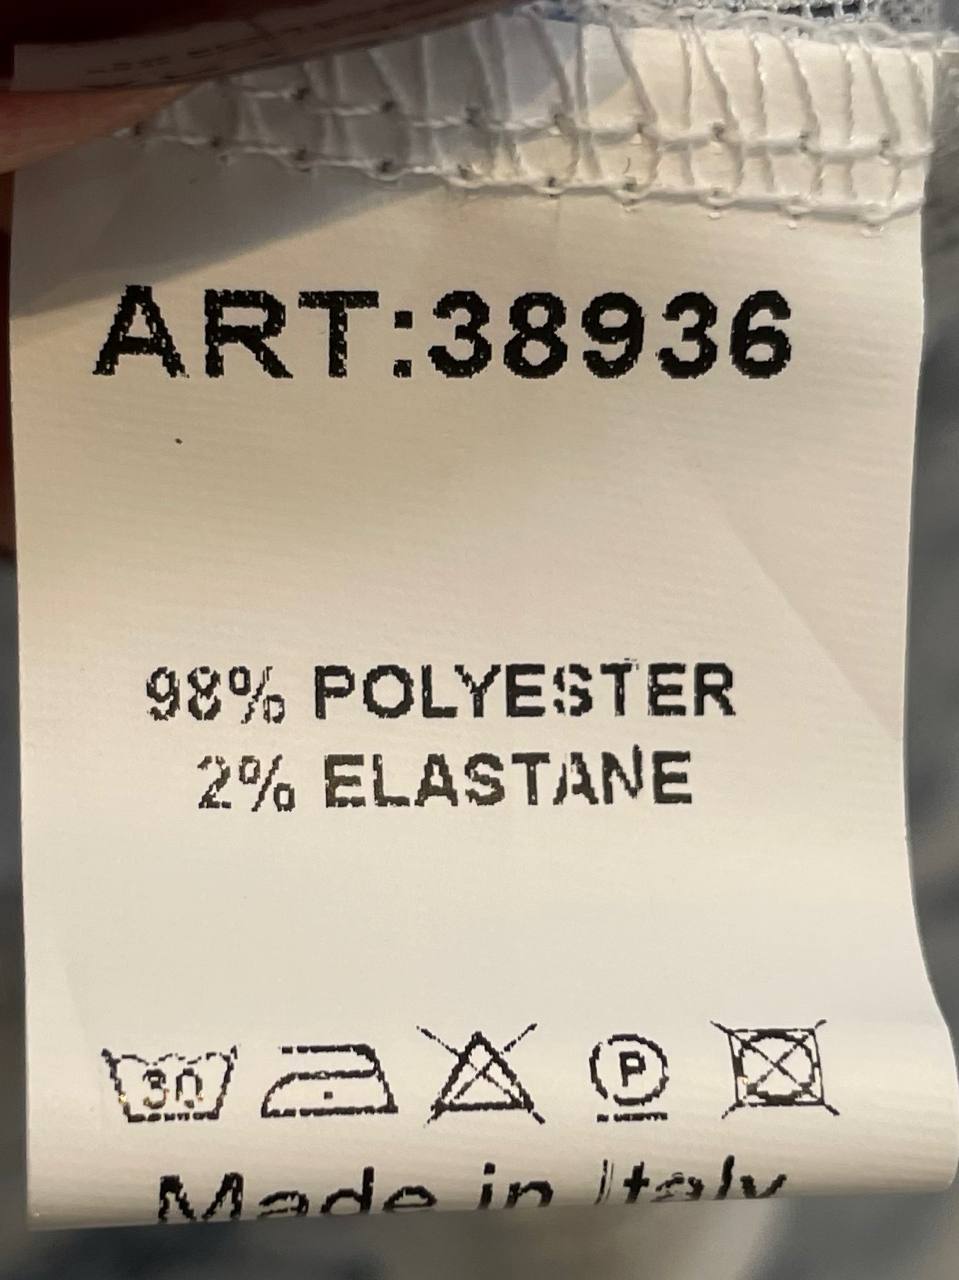 ART:38936
98% POLYESTER
2% ELASTANE
30 P
Made in Italy